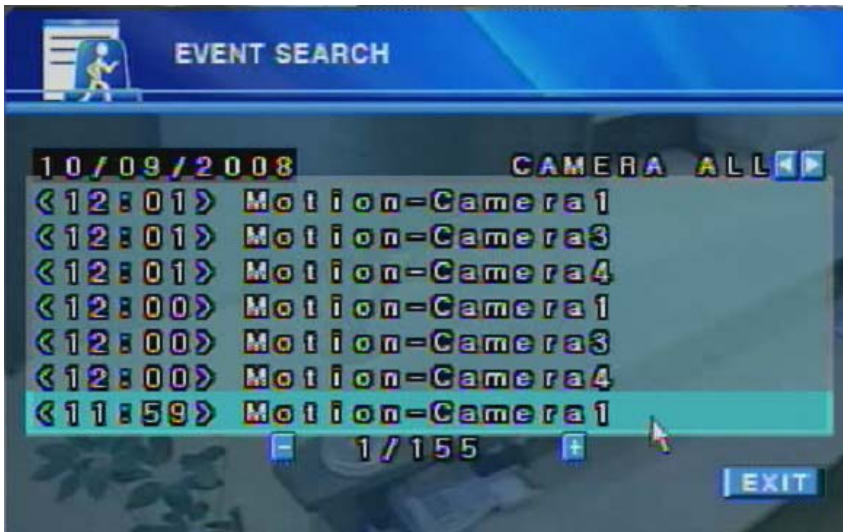 EVENT SEARCH
10/09/2008 CAMERA ALL
<12:01> Motion-Camera1
<12:01> Motion-Camera3
<12:01> Motion-Camera4
<12:00> Motion-Camera1
<12:00> Motion-Camera3
<12:00> Motion-Camera4
<11:59> Motion-Camera1
- 1/155 +
EXIT